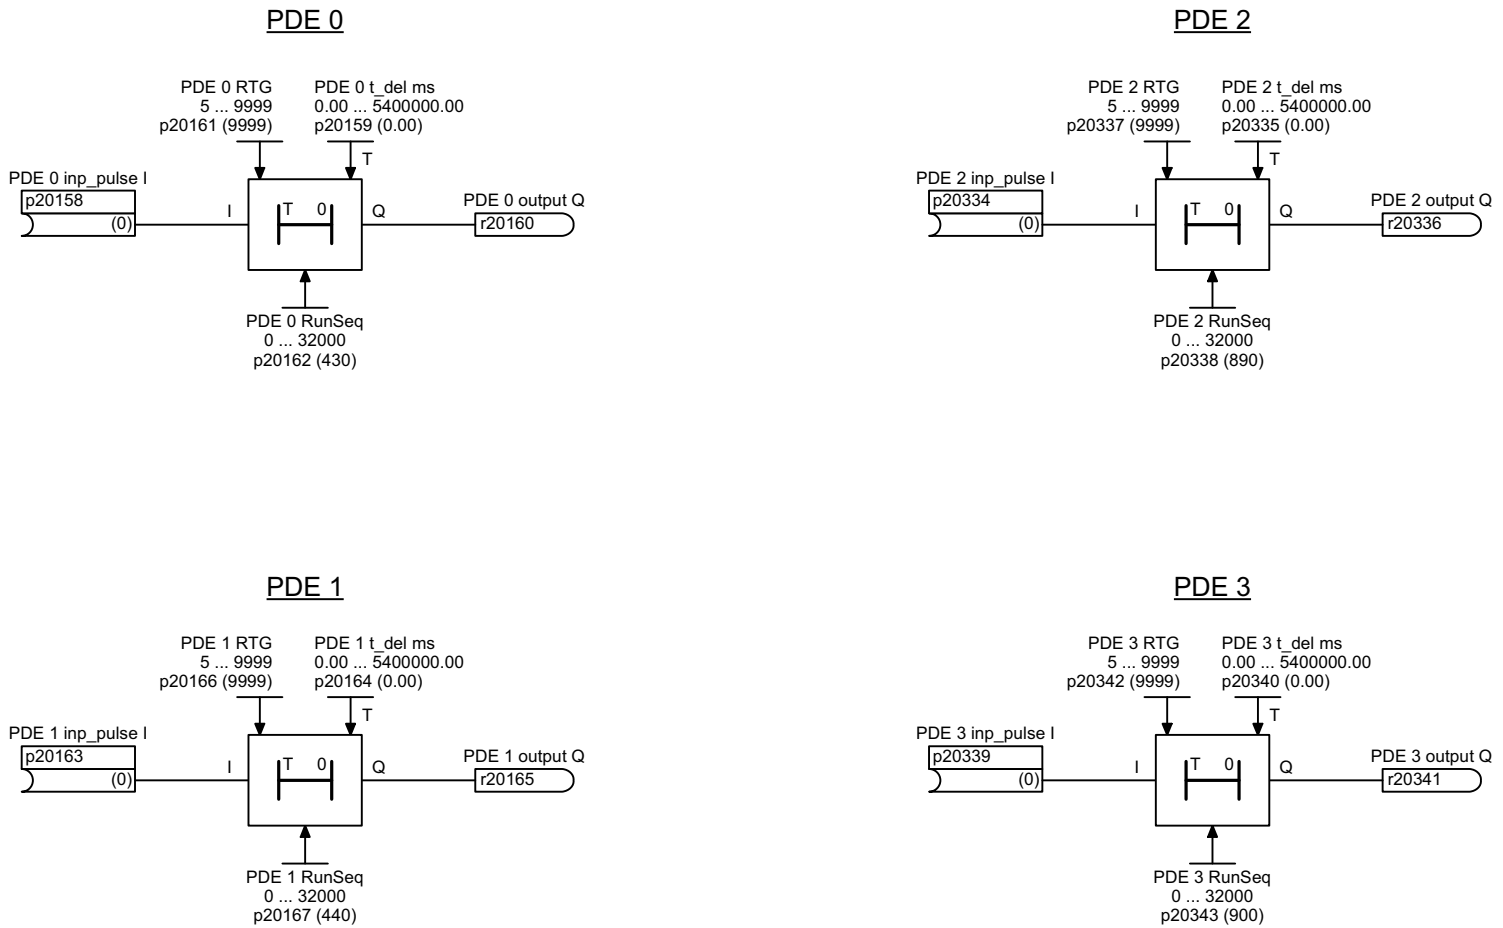 PDE 0
PDE 0 RTG
5 ... 9999
p20161 (9999)
PDE 0 t_del ms
0.00 ... 5400000.00
p20159 (0.00)
T
PDE 0 inp_pulse I
p20158
(0)
I
T 0
Q
PDE 0 output Q
r20160
PDE 0 RunSeq
0 ... 32000
p20162 (430)
PDE 2
PDE 2 RTG
5 ... 9999
p20337 (9999)
PDE 2 t_del ms
0.00 ... 5400000.00
p20335 (0.00)
T
PDE 2 inp_pulse I
p20334
(0)
I
T 0
Q
PDE 2 output Q
r20336
PDE 2 RunSeq
0 ... 32000
p20338 (890)
PDE 1
PDE 1 RTG
5 ... 9999
p20166 (9999)
PDE 1 t_del ms
0.00 ... 5400000.00
p20164 (0.00)
T
PDE 1 inp_pulse I
p20163
(0)
I
T 0
Q
PDE 1 output Q
r20165
PDE 1 RunSeq
0 ... 32000
p20167 (440)
PDE 3
PDE 3 RTG
5 ... 9999
p20342 (9999)
PDE 3 t_del ms
0.00 ... 5400000.00
p20340 (0.00)
T
PDE 3 inp_pulse I
p20339
(0)
I
T 0
Q
PDE 3 output Q
r20341
PDE 3 RunSeq
0 ... 32000
p20343 (900)